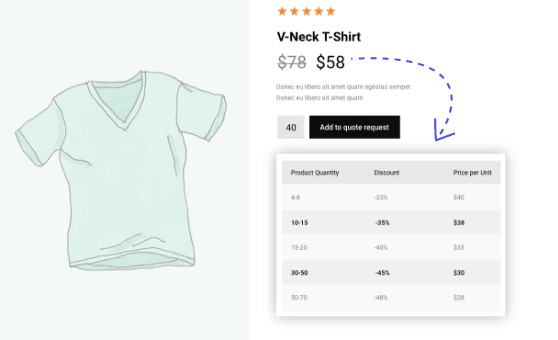 V-Neck T-Shirt
$78 $58
Donec eu libero sit amet quam egestas semper.
Donec eu libero sit amet quam
40 Add to quote request
Product Quantity Discount Price per Unit
4-8 -33% $40
10-15 -35% $38
15-20 -40% $35
30-50 -45% $30
50-70 -48% $28